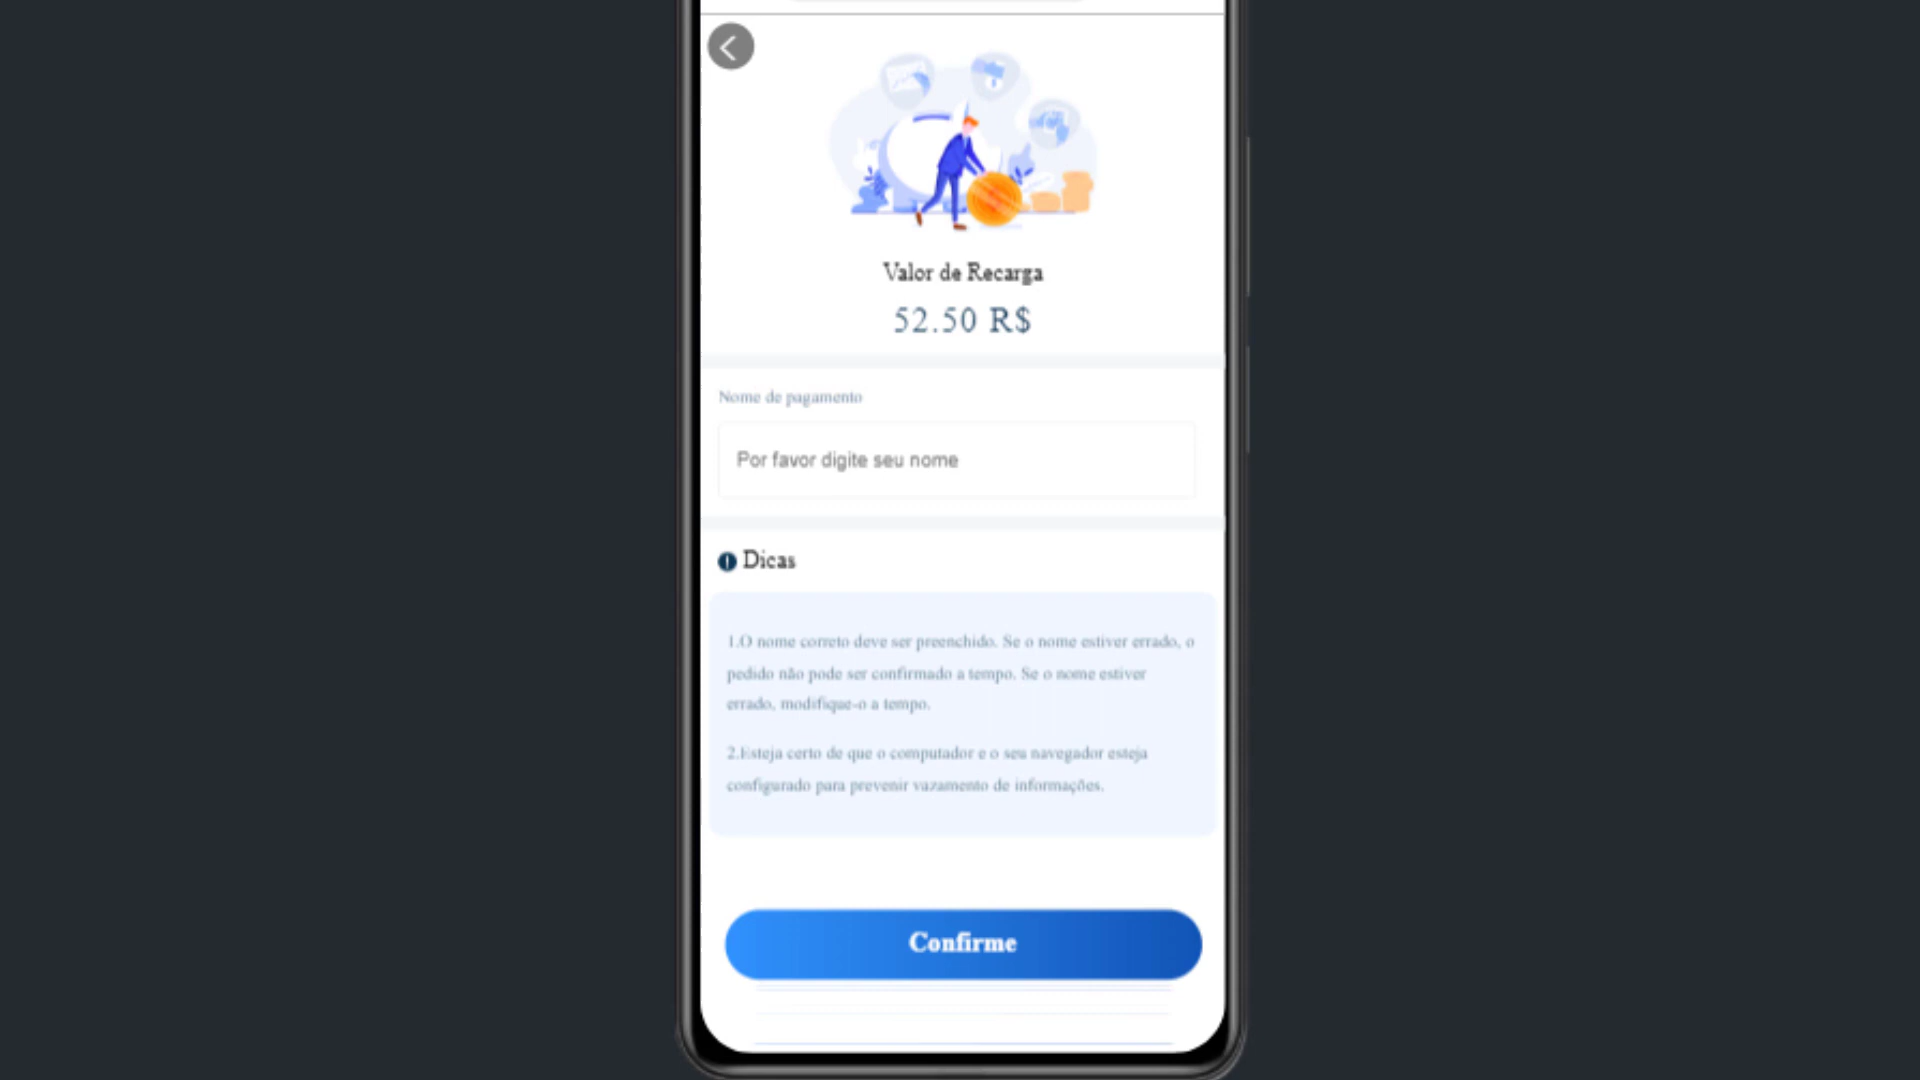 Valor de Recarga
52.50 R$
Nome de pagamento
Por favor digite seu nome
Dicas
1.O nome correto deve ser preenchido. Se o nome estiver errado, o
pedido não pode ser confirmado a tempo. Se o nome estiver
errado, modifique-o a tempo.
2.Esteja certo de que o computador e o seu navegador esteja
configurado para prevenir vazamento de informações.
Confirme